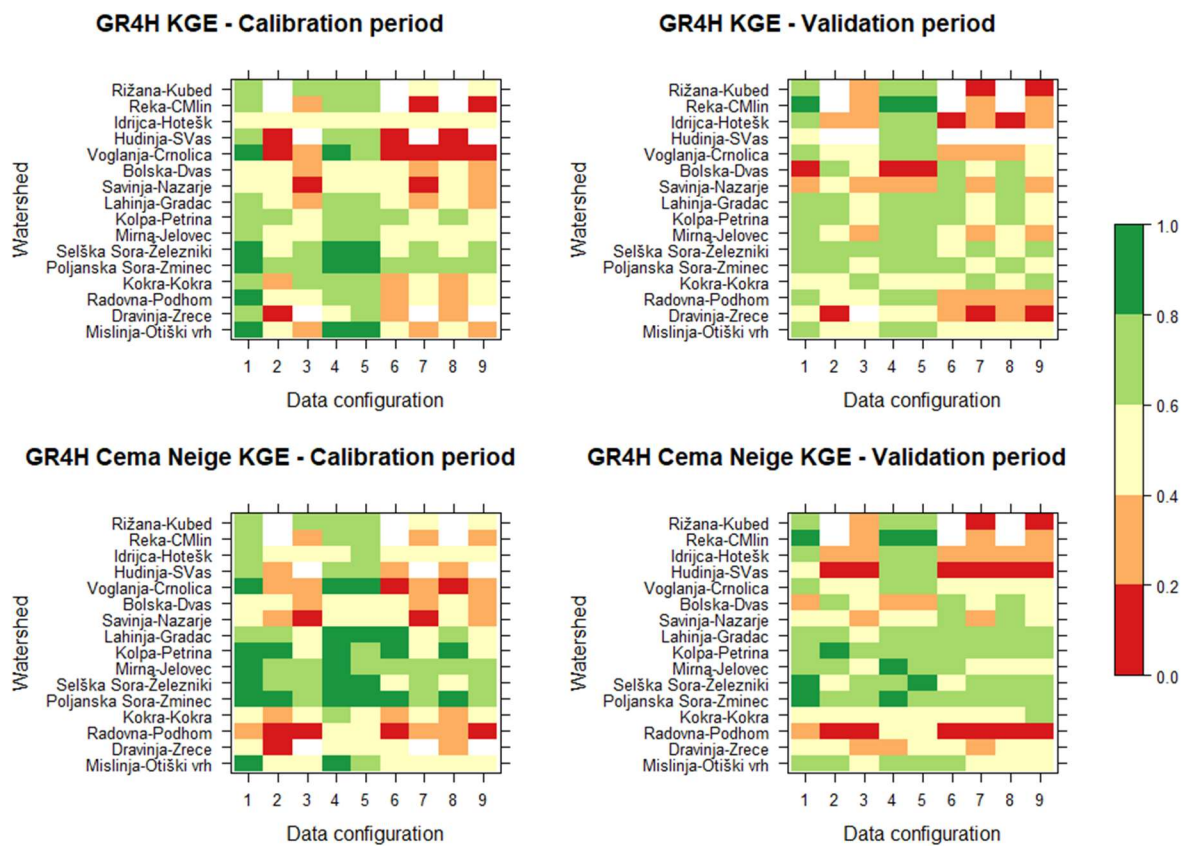 GR4H KGE - Calibration period
Rižana-Kubed
Reka-CMlin
Idrijca-Hotešk
Hudinja-SVas
Voglanja-Crnolica
Bolska-Dvas
Savinja-Nazarje
Lahinja-Gradac
Kolpa-Petrina
Mirna-Jelovec
Selška Sora-Železniki
Poljanska Sora-Žminec
Kokra-Kokra
Radovna-Podhom
Dravinja-Zrece
Mislinja-Otiški vrh
Watershed
1 2 3 4 5 6 7 8 9
Data configuration
GR4H KGE - Validation period
Rižana-Kubed
Reka-CMlin
Idrijca-Hotešk
Hudinja-SVas
Voglanja-Crnolica
Bolska-Dvas
Savinja-Nazarje
Lahinja-Gradac
Kolpa-Petrina
Mirna-Jelovec
Selška Sora-Železniki
Poljanska Sora-Žminec
Kokra-Kokra
Radovna-Podhom
Dravinja-Zrece
Mislinja-Otiški vrh
Watershed
1 2 3 4 5 6 7 8 9
Data configuration
GR4H Cema Neige KGE - Calibration period
Rižana-Kubed
Reka-CMlin
Idrijca-Hotešk
Hudinja-SVas
Voglanja-Crnolica
Bolska-Dvas
Savinja-Nazarje
Lahinja-Gradac
Kolpa-Petrina
Mirna-Jelovec
Selška Sora-Železniki
Poljanska Sora-Žminec
Kokra-Kokra
Radovna-Podhom
Dravinja-Zrece
Mislinja-Otiški vrh
Watershed
1 2 3 4 5 6 7 8 9
Data configuration
GR4H Cema Neige KGE - Validation period
Rižana-Kubed
Reka-CMlin
Idrijca-Hotešk
Hudinja-SVas
Voglanja-Crnolica
Bolska-Dvas
Savinja-Nazarje
Lahinja-Gradac
Kolpa-Petrina
Mirna-Jelovec
Selška Sora-Železniki
Poljanska Sora-Žminec
Kokra-Kokra
Radovna-Podhom
Dravinja-Zrece
Mislinja-Otiški vrh
Watershed
1 2 3 4 5 6 7 8 9
Data configuration
1.0
0.8
0.6
0.4
0.2
0.0